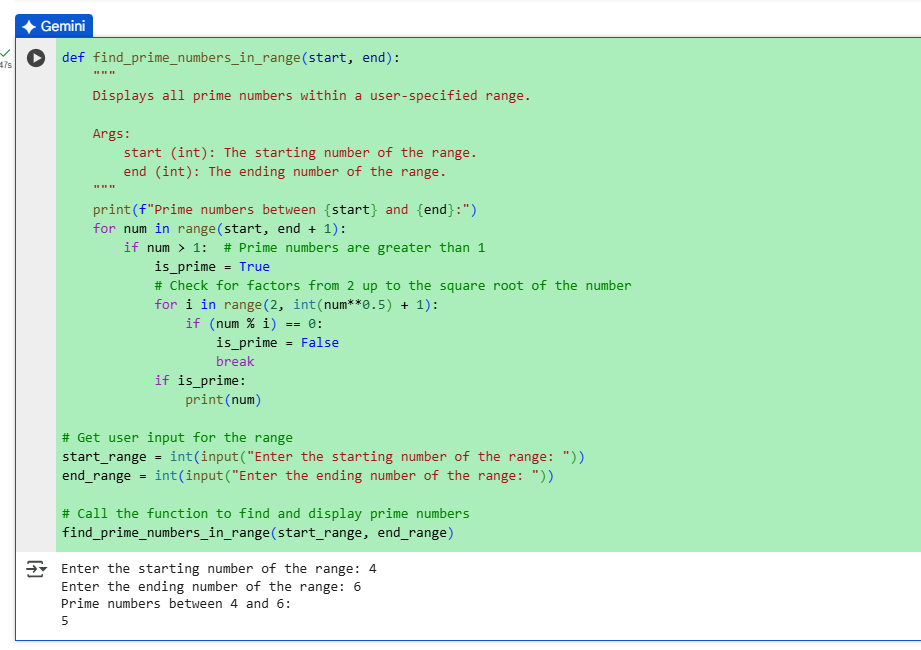 Gemini
47s
def find_prime_numbers_in_range(start, end):
    """
    Displays all prime numbers within a user-specified range.

    Args:
        start (int): The starting number of the range.
        end (int): The ending number of the range.
    """
    print(f"Prime numbers between {start} and {end}:")
    for num in range(start, end + 1):
        if num > 1:  # Prime numbers are greater than 1
            is_prime = True
            # Check for factors from 2 up to the square root of the number
            for i in range(2, int(num**0.5) + 1):
                if (num % i) == 0:
                    is_prime = False
                    break
            if is_prime:
                print(num)

# Get user input for the range
start_range = int(input("Enter the starting number of the range: "))
end_range = int(input("Enter the ending number of the range: "))

# Call the function to find and display prime numbers
find_prime_numbers_in_range(start_range, end_range)
Enter the starting number of the range: 4
Enter the ending number of the range: 6
Prime numbers between 4 and 6:
5